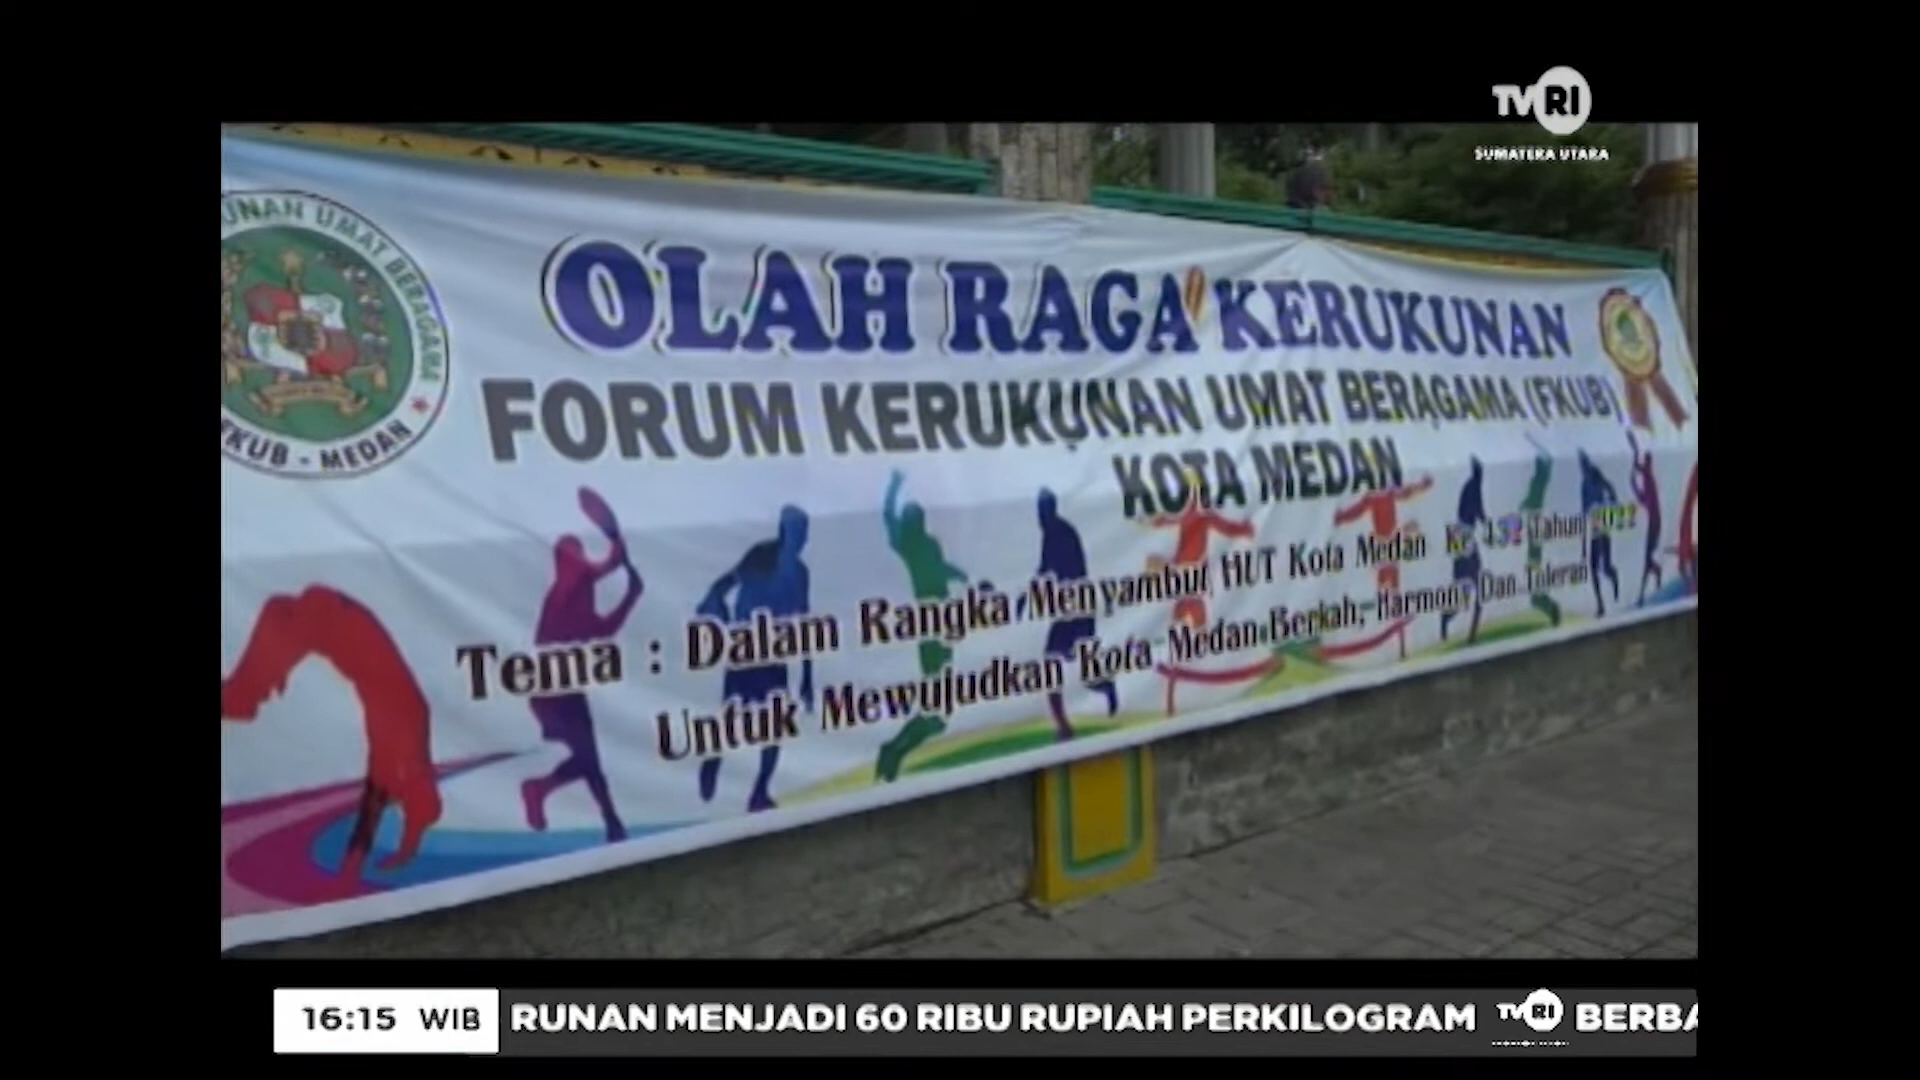 TVRI
SUMATERA UTARA
UNAN UMAT BERAGAMA
FKUB - MEDAN
OLAH RAGA KERUKUNAN
FORUM KERUKUNAN UMAT BERAGAMA (FKUB)
KOTA MEDAN
Tema : Dalam Rangka Menyambut HUT Kota Medan Ke 432 Tahun 2022
Untuk Mewujudkan Kota Medan Berkah, Harmony Dan Toleran
16:15 WIB RUNAN MENJADI 60 RIBU RUPIAH PERKILOGRAM TVRI BERBA